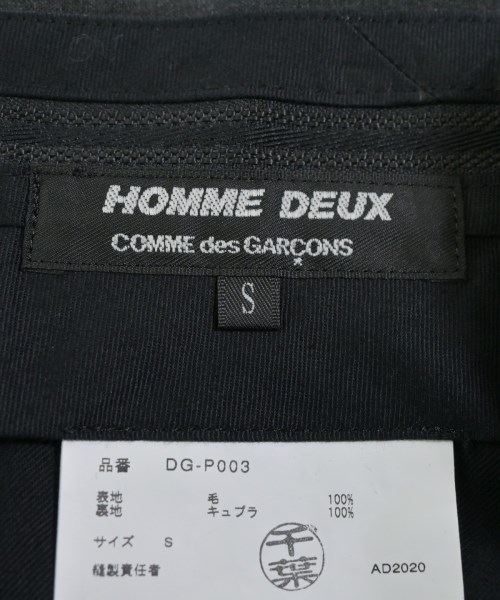 HOMME DEUX
COMME des GARÇONS
*
S
品番 DG-P003
表地 毛 100%
裏地 キュプラ 100%
サイズ S
縫製責任者 千葉 AD2020